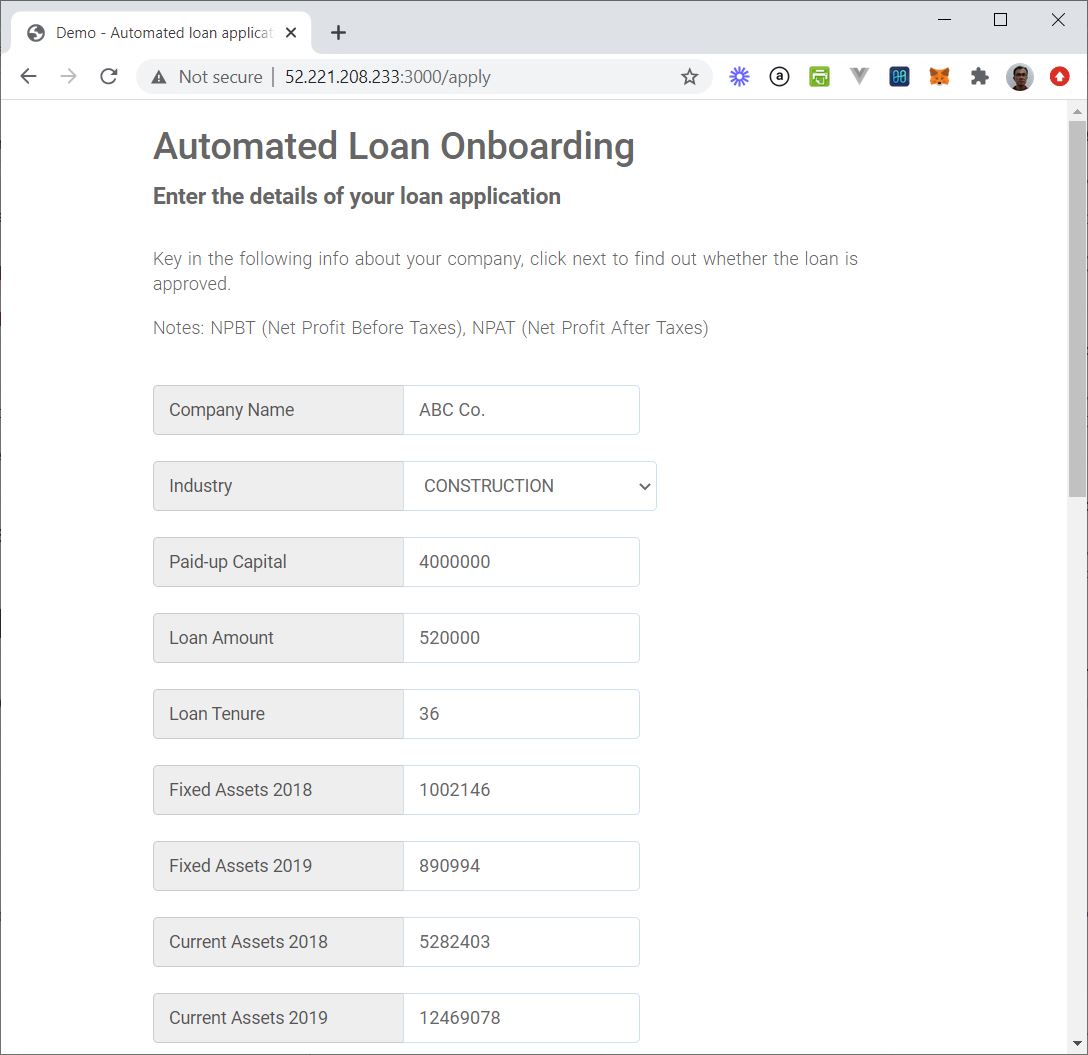 Demo - Automated loan applicat
Not secure | 52.221.208.233:3000/apply
a
Automated Loan Onboarding
Enter the details of your loan application
Key in the following info about your company, click next to find out whether the loan is
approved.
Notes: NPBT (Net Profit Before Taxes), NPAT (Net Profit After Taxes)
Company Name ABC Co.
Industry CONSTRUCTION
Paid-up Capital 4000000
Loan Amount 520000
Loan Tenure 36
Fixed Assets 2018 1002146
Fixed Assets 2019 890994
Current Assets 2018 5282403
Current Assets 2019 12469078